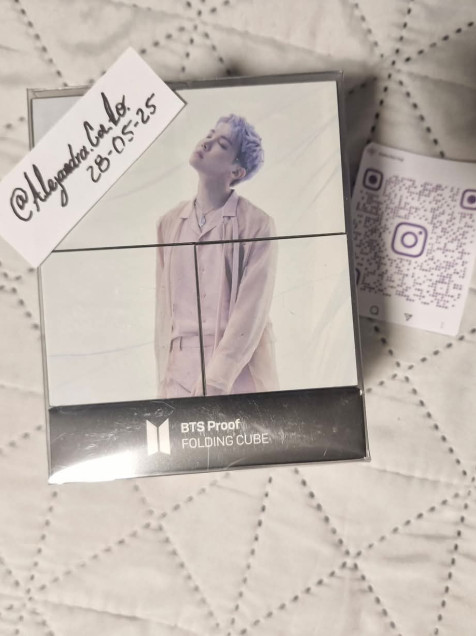 @Alejandra.Con.Ro.
28-05-25
BTS Proof
FOLDING CUBE